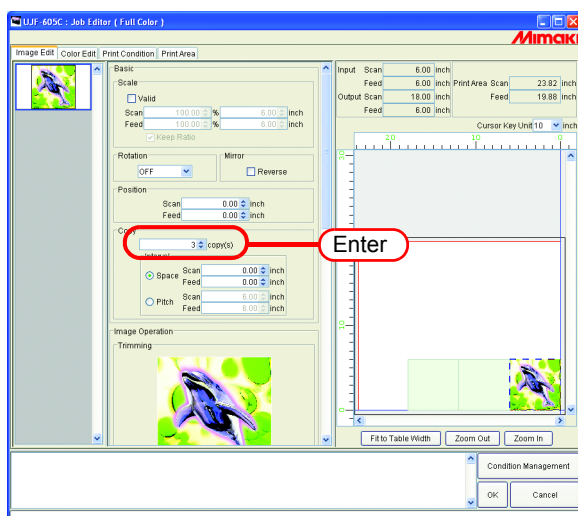 UJF-605C : Job Editor ( Full Color )
Mimaki
Image Edit Color Edit Print Condition Print Area
Basic
Scale
Valid
Scan 100.00 % 6.00 inch
Feed 100.00 % 6.00 inch
Keep Ratio
Rotation
OFF
Mirror
Reverse
Position
Scan 0.00 inch
Feed 0.00 inch
Copy
3 copy(s)
Enter
Interval
Space Scan 0.00 inch
Feed 0.00 inch
Pitch Scan 6.00 inch
Feed 6.00 inch
Image Operation
Trimming
Input Scan 6.00 inch
Feed 6.00 inch
Output Scan 18.00 inch
Feed 6.00 inch
Print Area Scan 23.82 inch
Feed 19.88 inch
Cursor Key Unit 10 inch
20 10 0
30
10
0
Fit to Table Width Zoom Out Zoom In
Condition Management
OK Cancel